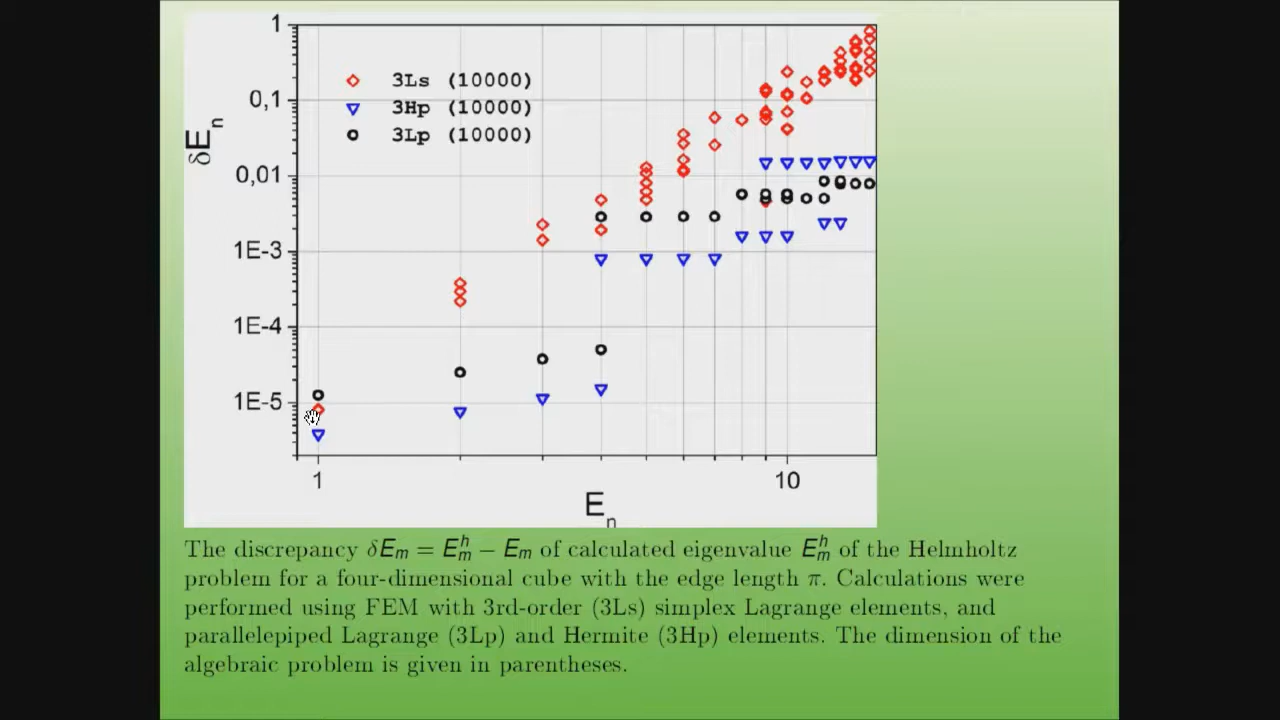 1
0,1
0,01
1E-3
1E-4
1E-5
δEn
3Ls (10000)
3Hp (10000)
3Lp (10000)
1
10
En
The discrepancy δEm = Ehm − Em of calculated eigenvalue Ehm of the Helmholtz
problem for a four-dimensional cube with the edge length π. Calculations were
performed using FEM with 3rd-order (3Ls) simplex Lagrange elements, and
parallelepiped Lagrange (3Lp) and Hermite (3Hp) elements. The dimension of the
algebraic problem is given in parentheses.